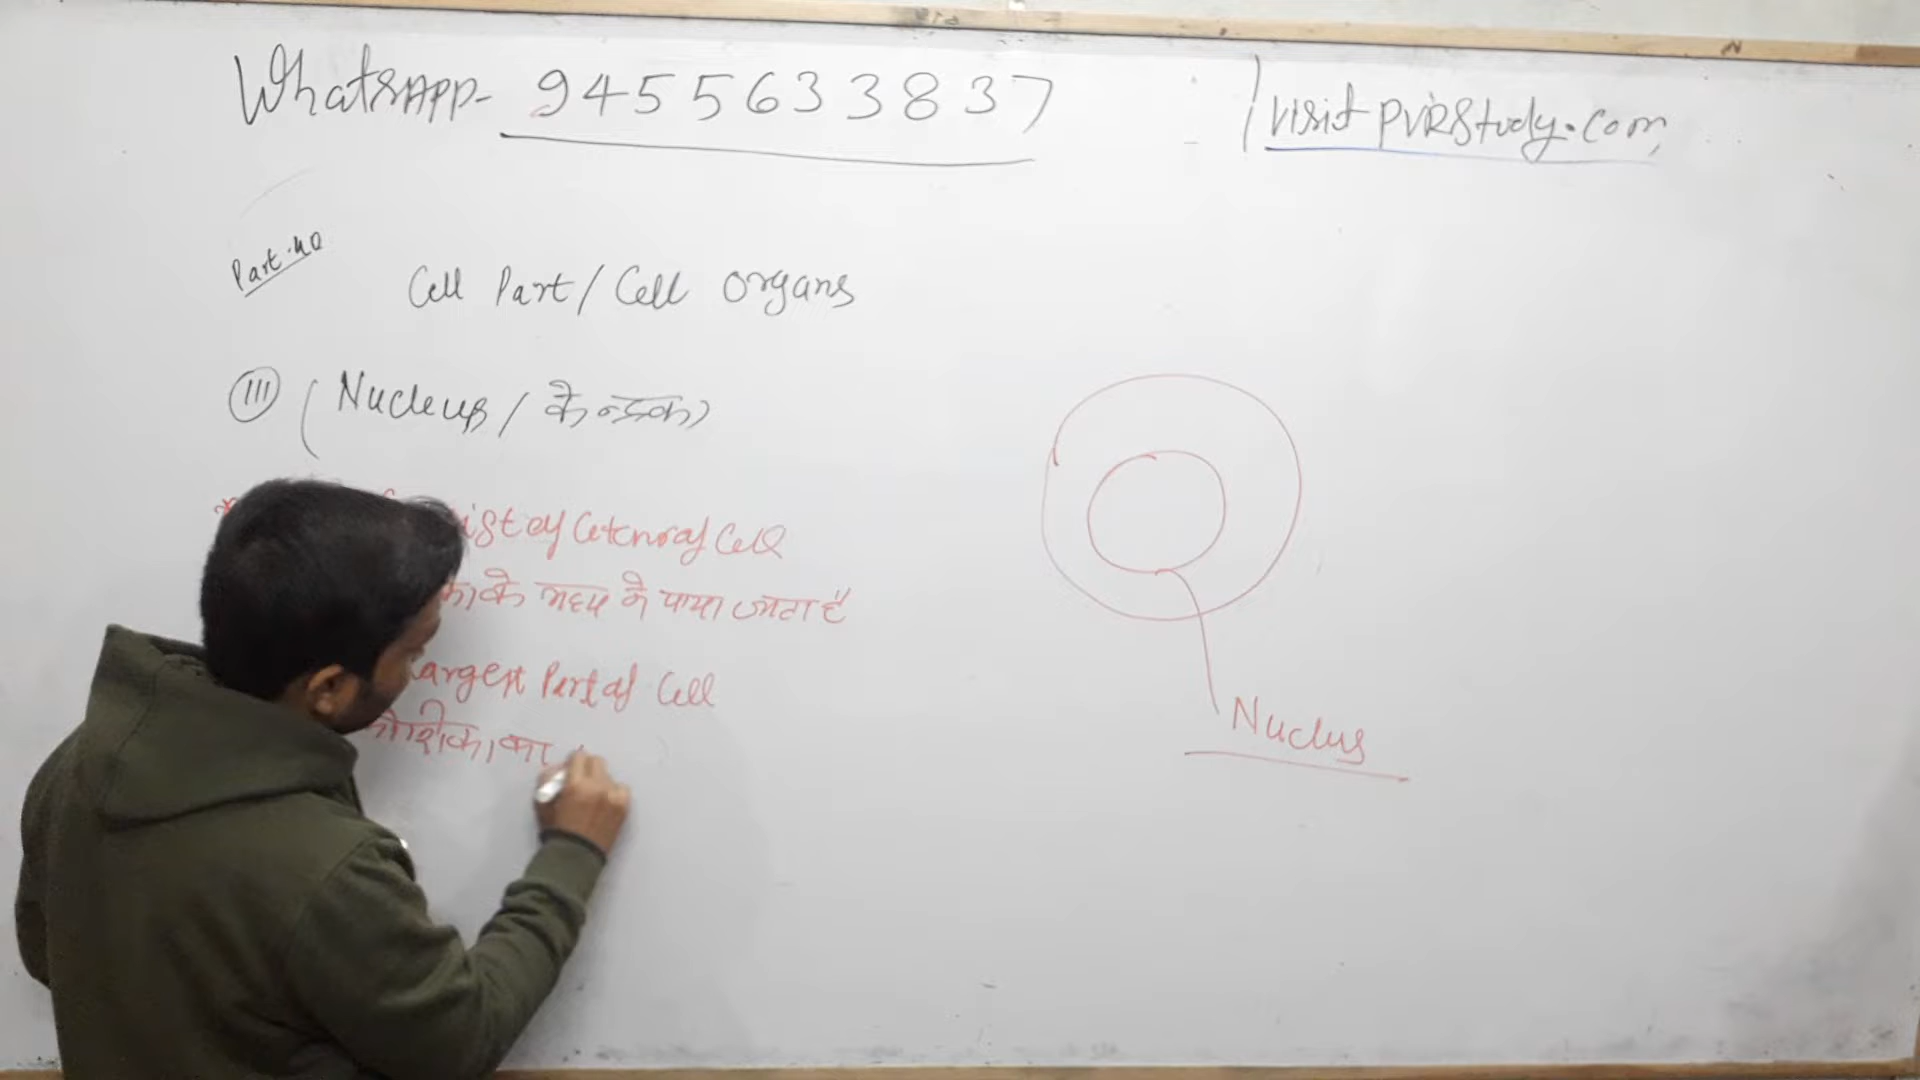 WhatsApp- 9455633837
visit PVRStudy.com
Part.40
Cell Part/Cell organs
III (Nucleus/केन्द्रक)
of Cell
के मध्य मे पाया जाता है
Largest Part of Cell
कोशीका का
Nuclus